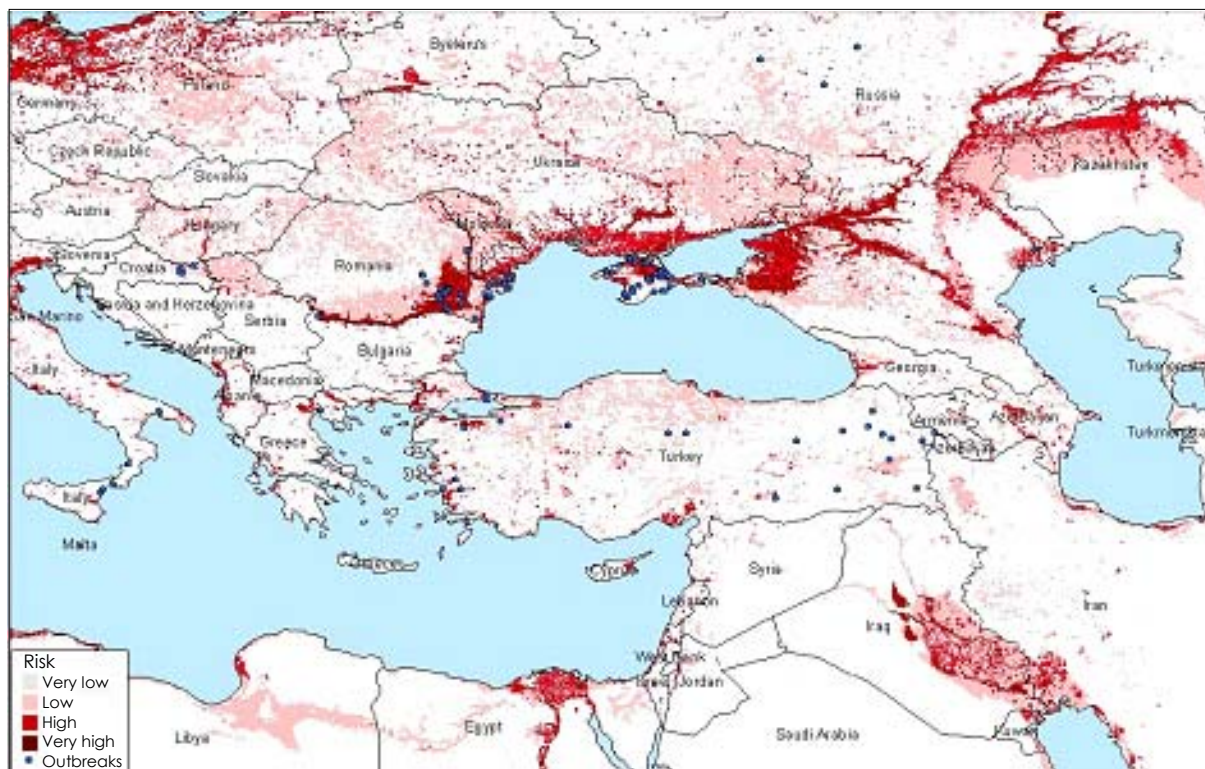 Byelarus
Russia
Poland
Germany
Czech Republic
Ukraine
Kazakhstan
Slovakia
Austria
Hungary
Slovenia
Croatia
Romania
Bosnia and Herzegovina
San Marino
Serbia
Montenegro
Bulgaria
Italy
Macedonia
Albania
Georgia
Turkmenistan
Armenia
Azerbaijan
Azerbaijan
Turkmenistan
Greece
Turkey
Italy
Malta
Cyprus
Syria
Lebanon
Iran
Iraq
West Bank
Israel
Jordan
Libya
Egypt
Saudi Arabia
Kuwait
Risk
Very low
Low
High
Very high
Outbreaks